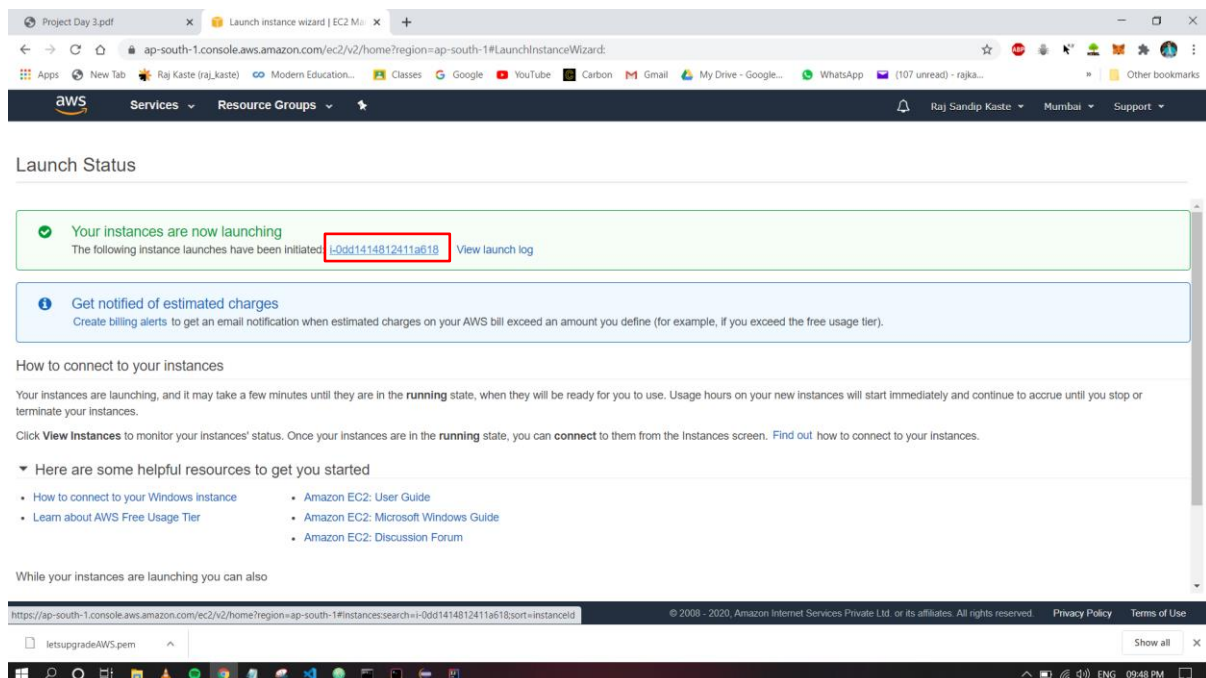 Project Day 3.pdf
Launch instance wizard | EC2 Ma
ap-south-1.console.aws.amazon.com/ec2/v2/home?region=ap-south-1#LaunchInstanceWizard:
Apps New Tab Raj Kaste (raj_kaste) Modern Education... Classes Google YouTube Carbon Gmail My Drive - Google... WhatsApp (107 unread) - rajka... » Other bookmarks
aws Services Resource Groups Raj Sandip Kaste Mumbai Support
Launch Status
Your instances are now launching
The following instance launches have been initiated: i-0dd1414812411a618 View launch log
Get notified of estimated charges
Create billing alerts to get an email notification when estimated charges on your AWS bill exceed an amount you define (for example, if you exceed the free usage tier).
How to connect to your instances
Your instances are launching, and it may take a few minutes until they are in the running state, when they will be ready for you to use. Usage hours on your new instances will start immediately and continue to accrue until you stop or
terminate your instances.
Click View Instances to monitor your instances' status. Once your instances are in the running state, you can connect to them from the Instances screen. Find out how to connect to your instances.
Here are some helpful resources to get you started
• How to connect to your Windows instance • Amazon EC2: User Guide
• Learn about AWS Free Usage Tier • Amazon EC2: Microsoft Windows Guide
• Amazon EC2: Discussion Forum
While your instances are launching you can also
https://ap-south-1.console.aws.amazon.com/ec2/v2/home?region=ap-south-1#Instances:search=i-0dd1414812411a618;sort=instanceId © 2008 - 2020, Amazon Internet Services Private Ltd. or its affiliates. All rights reserved. Privacy Policy Terms of Use
letsupgradeAWS.pem Show all
ENG 09:48 PM